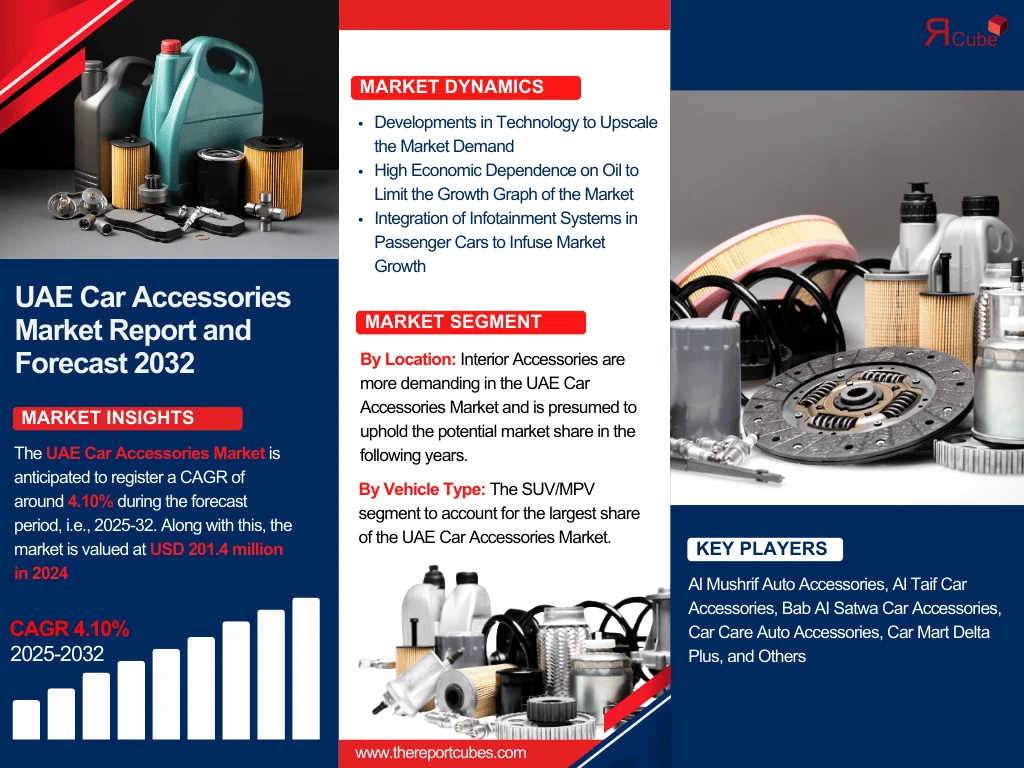 UAE Car Accessories
Market Report and
Forecast 2032
MARKET INSIGHTS
The UAE Car Accessories Market is
anticipated to register a CAGR of
around 4.10% during the forecast
period, i.e., 2025-32. Along with this, the
market is valued at USD 201.4 million
in 2024
CAGR 4.10%
2025-2032
MARKET DYNAMICS
• Developments in Technology to Upscale
the Market Demand
• High Economic Dependence on Oil to
Limit the Growth Graph of the Market
• Integration of Infotainment Systems in
Passenger Cars to Infuse Market
Growth
MARKET SEGMENT
By Location: Interior Accessories are
more demanding in the UAE Car
Accessories Market and is presumed to
uphold the potential market share in the
following years.
By Vehicle Type: The SUV/MPV
segment to account for the largest share
of the UAE Car Accessories Market.
www.thereportcubes.com
ЯCube
KEY PLAYERS
Al Mushrif Auto Accessories, Al Taif Car
Accessories, Bab Al Satwa Car Accessories,
Car Care Auto Accessories, Car Mart Delta
Plus, and Others